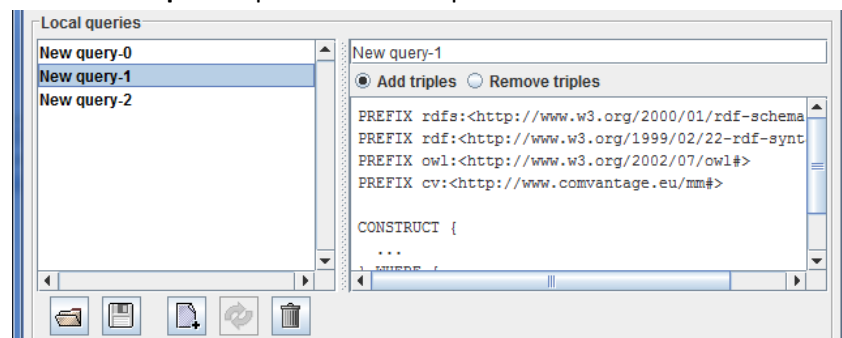 Local queries
New query-0
New query-1
New query-2
New query-1
Add triples Remove triples
PREFIX rdfs:<http://www.w3.org/2000/01/rdf-schema
PREFIX rdf:<http://www.w3.org/1999/02/22-rdf-synt
PREFIX owl:<http://www.w3.org/2002/07/owl#>
PREFIX cv:<http://www.comvantage.eu/mm#>
CONSTRUCT {
...
} WHERE {